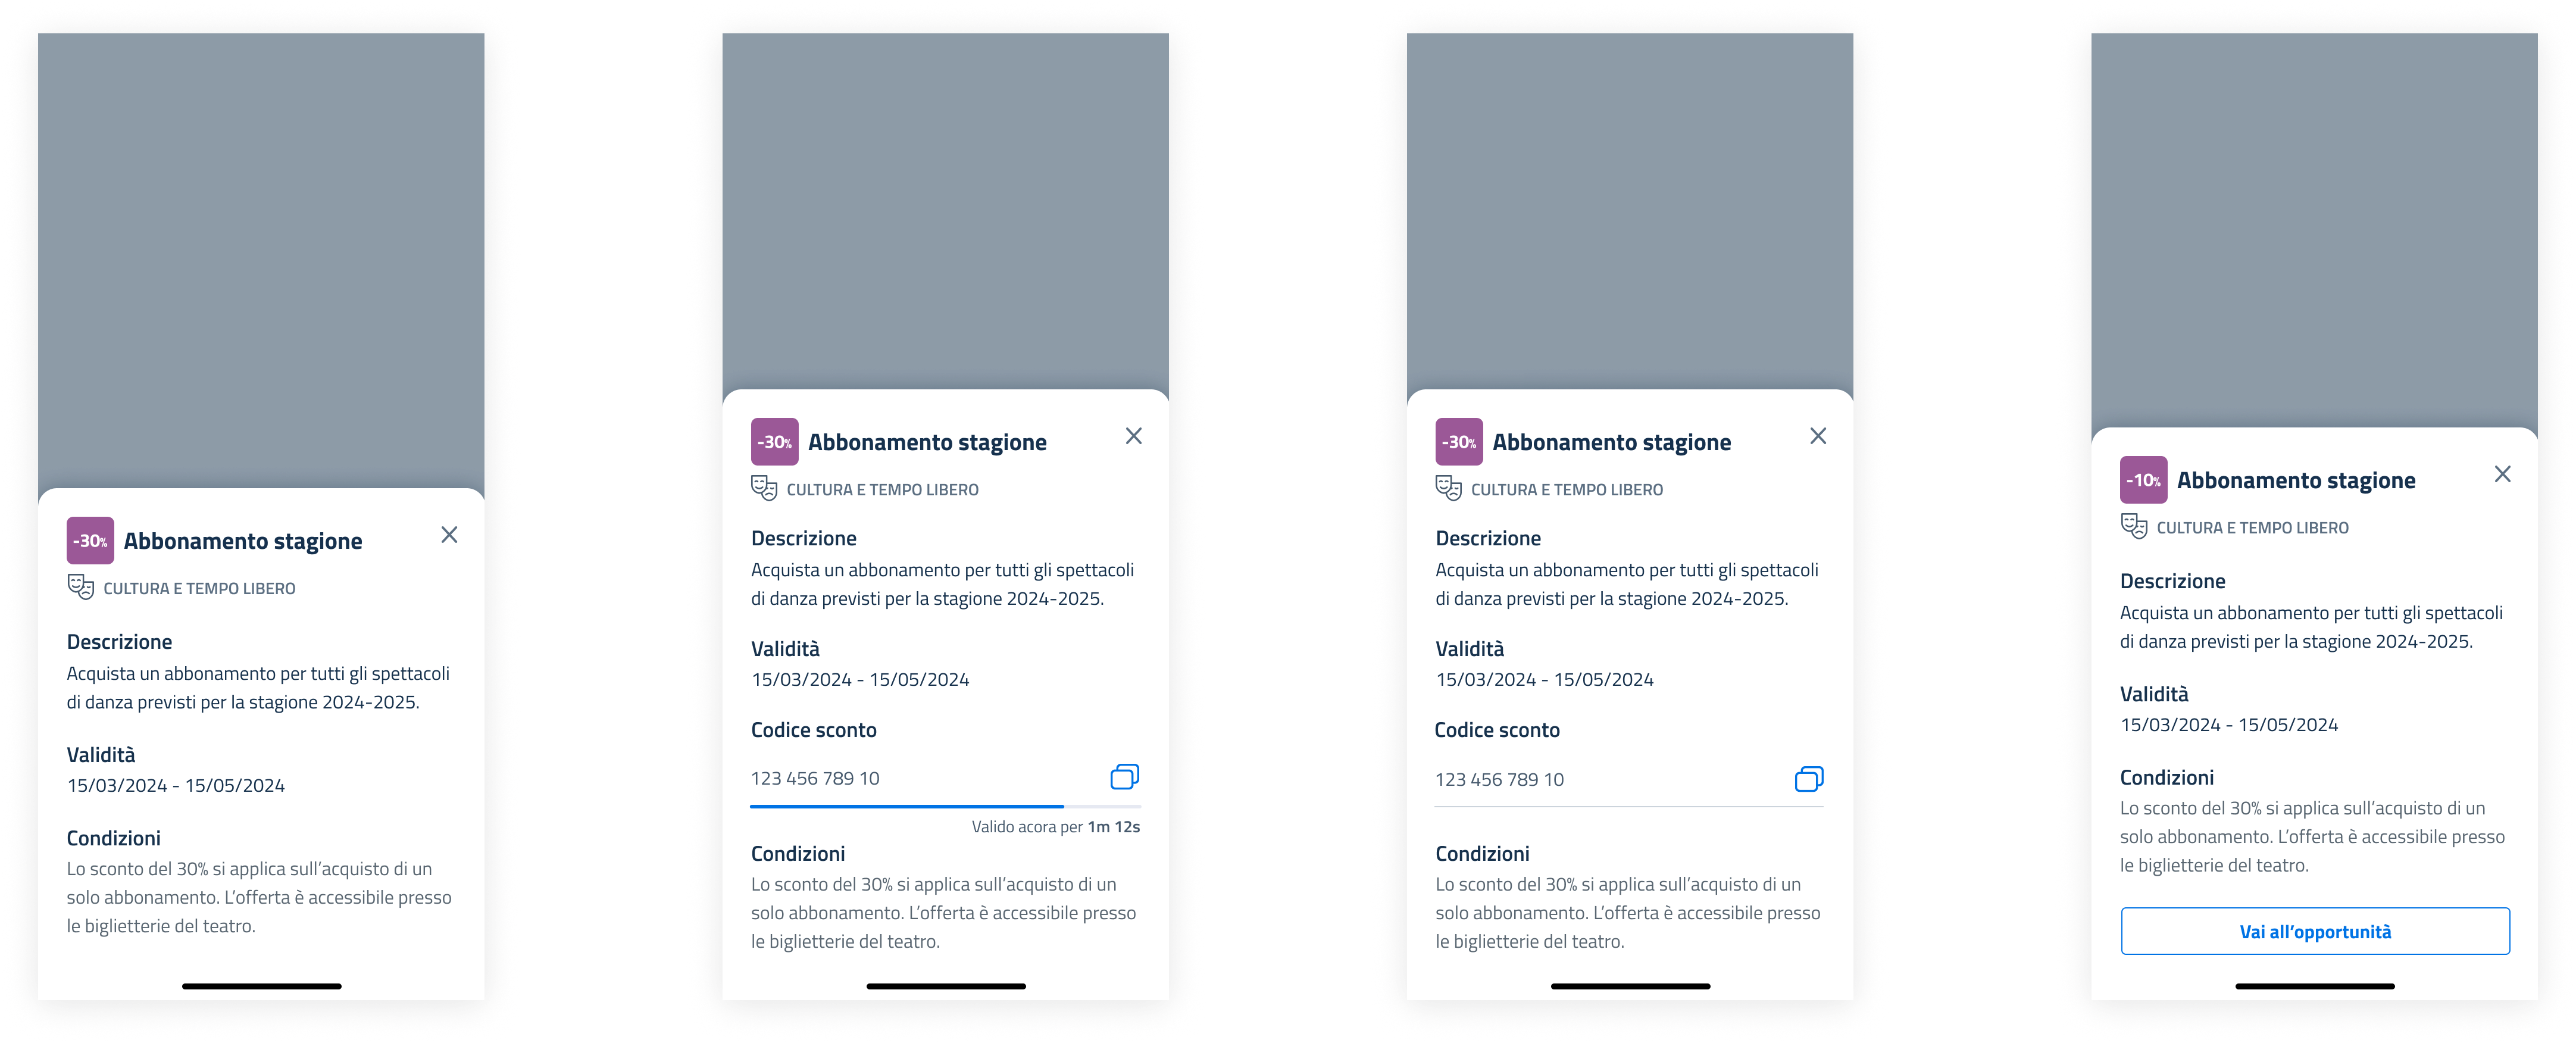 -30%
Abbonamento stagione
CULTURA E TEMPO LIBERO
Descrizione
Acquista un abbonamento per tutti gli spettacoli
di danza previsti per la stagione 2024-2025.
Validità
15/03/2024 - 15/05/2024
Condizioni
Lo sconto del 30% si applica sull’acquisto di un
solo abbonamento. L’offerta è accessibile presso
le biglietterie del teatro.
-30%
Abbonamento stagione
CULTURA E TEMPO LIBERO
Descrizione
Acquista un abbonamento per tutti gli spettacoli
di danza previsti per la stagione 2024-2025.
Validità
15/03/2024 - 15/05/2024
Codice sconto
123 456 789 10
Valido acora per 1m 12s
Condizioni
Lo sconto del 30% si applica sull’acquisto di un
solo abbonamento. L’offerta è accessibile presso
le biglietterie del teatro.
-30%
Abbonamento stagione
CULTURA E TEMPO LIBERO
Descrizione
Acquista un abbonamento per tutti gli spettacoli
di danza previsti per la stagione 2024-2025.
Validità
15/03/2024 - 15/05/2024
Codice sconto
123 456 789 10
Condizioni
Lo sconto del 30% si applica sull’acquisto di un
solo abbonamento. L’offerta è accessibile presso
le biglietterie del teatro.
-10%
Abbonamento stagione
CULTURA E TEMPO LIBERO
Descrizione
Acquista un abbonamento per tutti gli spettacoli
di danza previsti per la stagione 2024-2025.
Validità
15/03/2024 - 15/05/2024
Condizioni
Lo sconto del 30% si applica sull’acquisto di un
solo abbonamento. L’offerta è accessibile presso
le biglietterie del teatro.
Vai all’opportunità